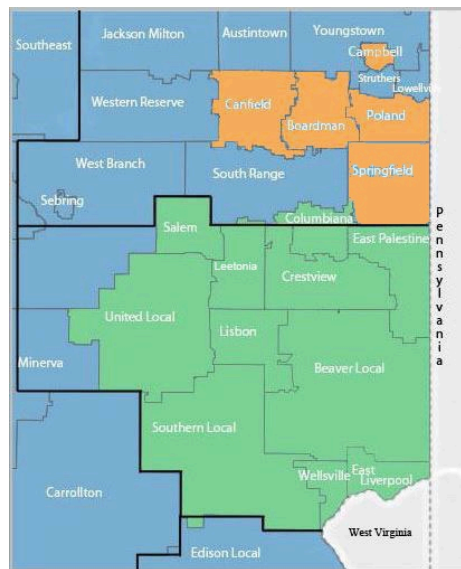 Southeast
Jackson Milton
Austintown
Youngstown
Campbell
Struthers
Lowellvill
Western Reserve
Canfield
Boardman
Poland
West Branch
South Range
Springfield
Sebring
Columbiana
Salem
East Palestine
Leetonia
Crestview
United Local
Lisbon
Minerva
Beaver Local
Southern Local
Carrollton
Wellsville
East
Liverpool
West Virginia
Edison Local
Pennsylvania